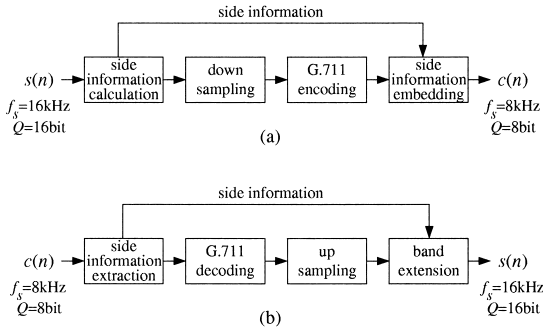 side information
s(n)
side
information
calculation
down
sampling
G.711
encoding
side
information
embedding
c(n)
fs=16kHz
Q=16bit
fs=8kHz
Q=8bit
(a)
side information
c(n)
side
information
extraction
G.711
decoding
up
sampling
band
extension
s(n)
fs=8kHz
Q=8bit
fs=16kHz
Q=16bit
(b)